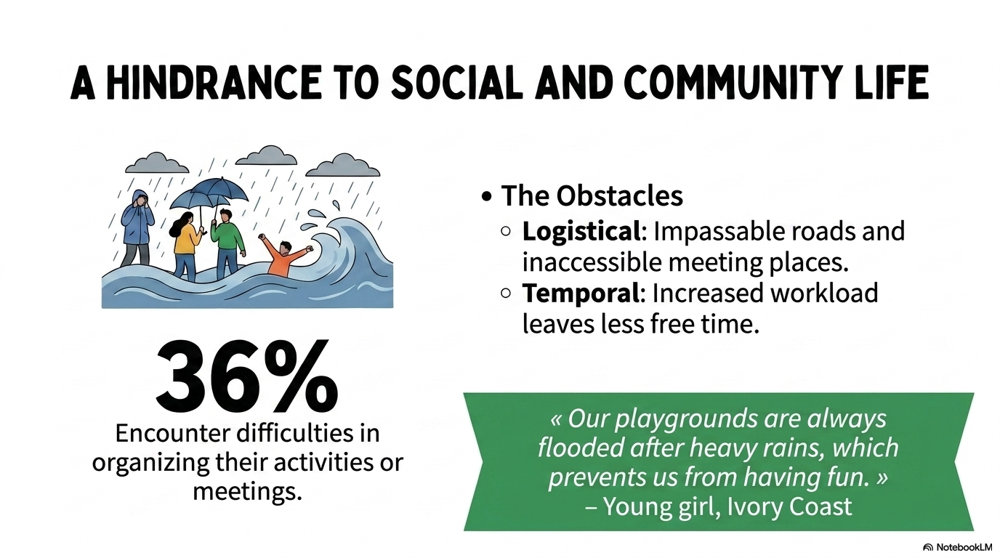 A HINDRANCE TO SOCIAL AND COMMUNITY LIFE
36%
Encounter difficulties in
organizing their activities or
meetings.
• The Obstacles
○ Logistical: Impassable roads and
inaccessible meeting places.
○ Temporal: Increased workload
leaves less free time.
« Our playgrounds are always
flooded after heavy rains, which
prevents us from having fun. »
– Young girl, Ivory Coast
NotebookLM